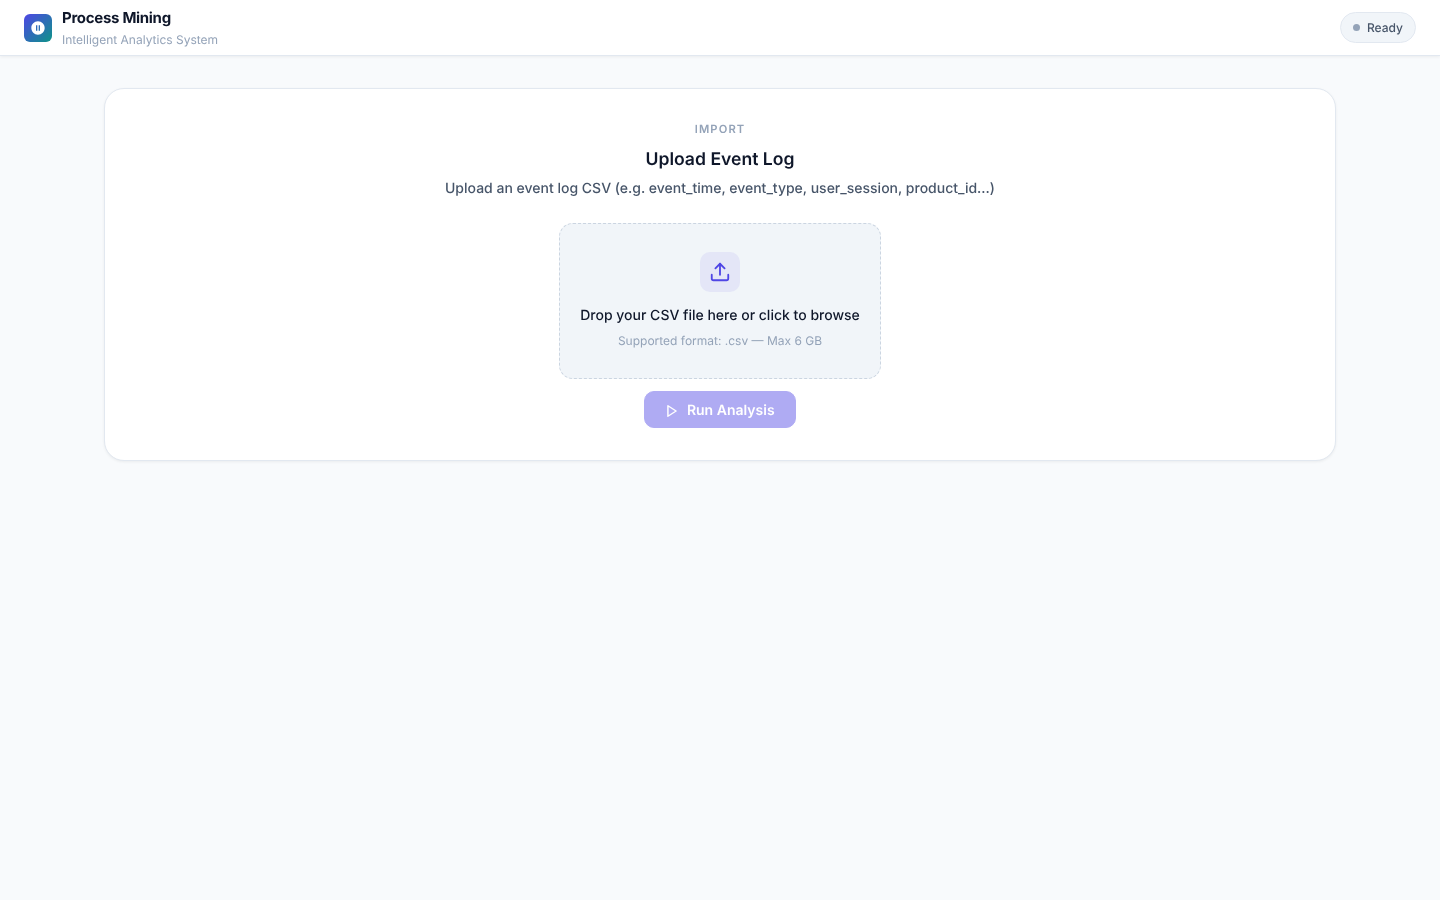 Process Mining
Intelligent Analytics System
Ready
IMPORT
Upload Event Log
Upload an event log CSV (e.g. event_time, event_type, user_session, product_id...)
Drop your CSV file here or click to browse
Supported format: .csv — Max 6 GB
Run Analysis